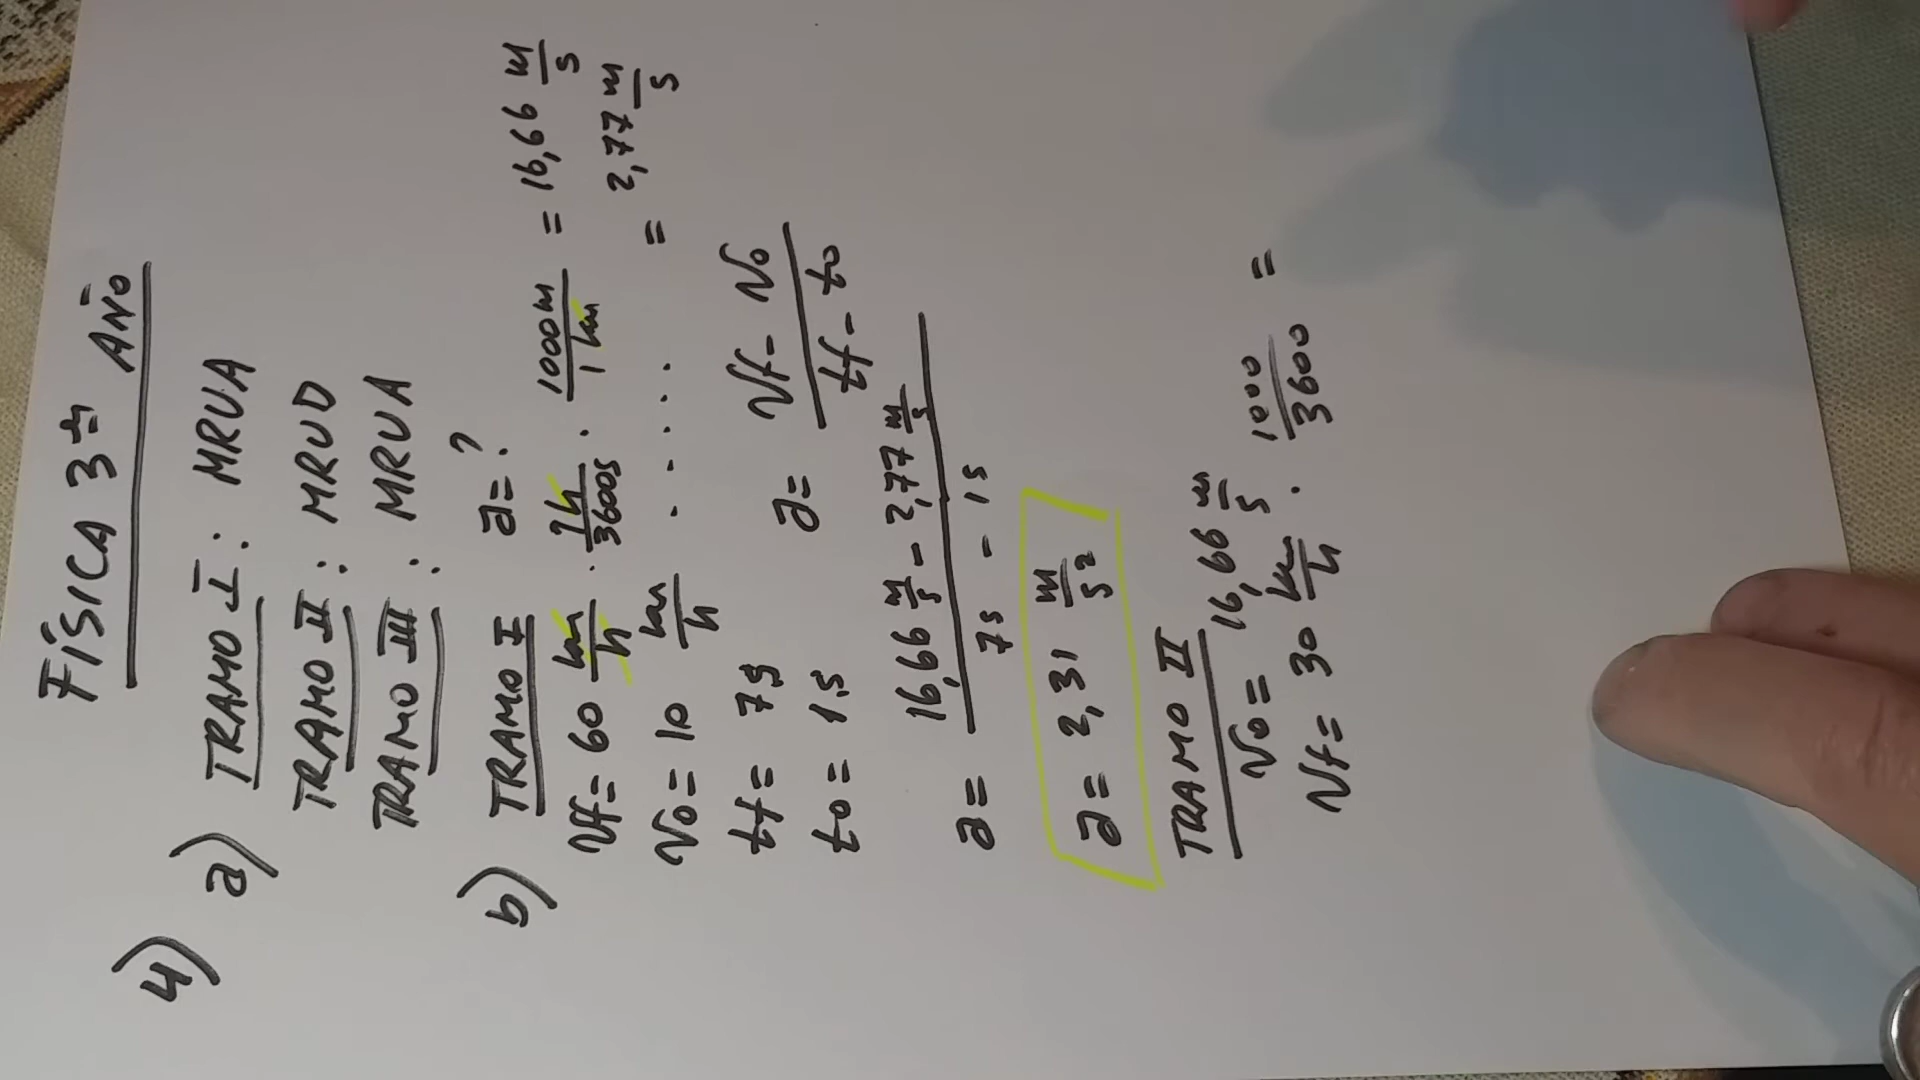 FÍSICA 3er AÑO
4) a) TRAMO I : MRUA
TRAMO II : MRUD
TRAMO III : MRUA
b) TRAMO I a = ?
Vf = 60 km/h . 1h/3600s . 1000m/1km = 16,66 m/s
Vo = 10 km/h . . . . . = 2,77 m/s
tf = 7s a = Vf - Vo / tf - to
to = 1s
a = 16,66 m/s - 2,77 m/s / 7s - 1s
a = 2,31 m/s²
TRAMO II
Vo = 16,66 m/s
Vf = 30 km/h . 1000/3600 =